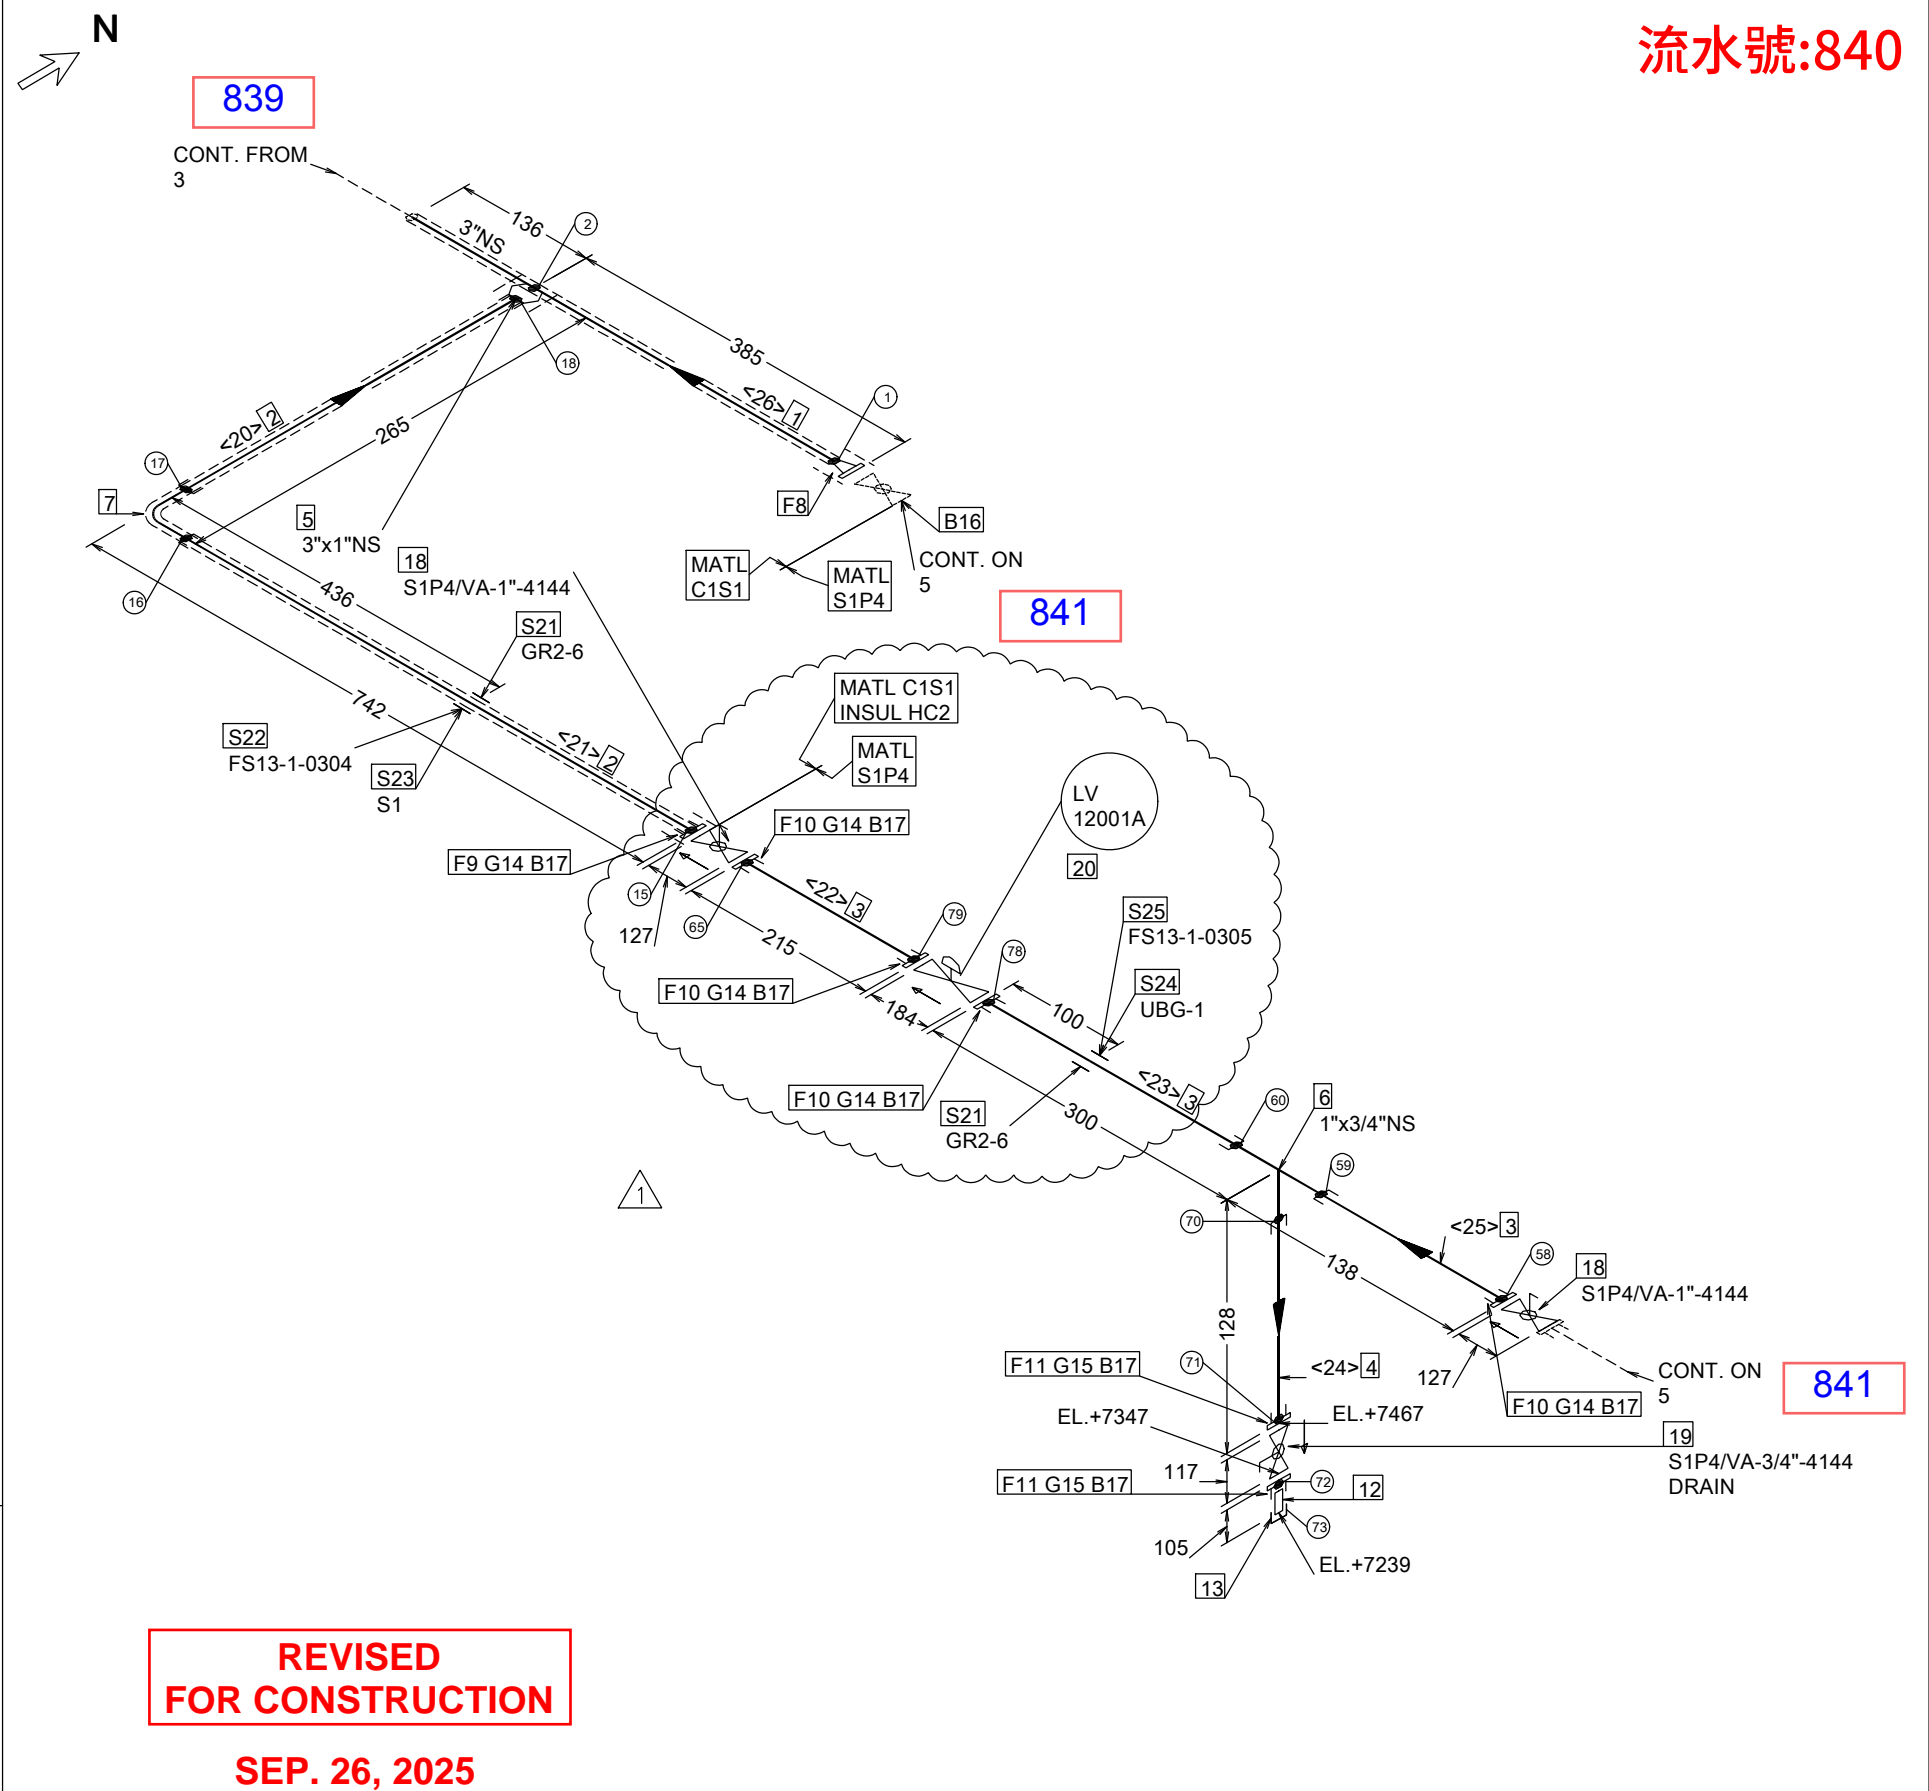 N
流水號:840
839
CONT. FROM
3
136
2
3"NS
385
18
<26> 1
1
<20> 2
265
17
7
F8
B16
5
3"x1"NS
CONT. ON
5
MATL
C1S1
MATL
S1P4
18
S1P4/VA-1"-4144
16
436
841
S21
GR2-6
MATL C1S1
INSUL HC2
742
S22
FS13-1-0304
<21> 2
MATL
S1P4
S23
S1
LV
12001A
F10 G14 B17
F9 G14 B17
20
15
<22> 3
65
127
79
S25
FS13-1-0305
215
78
F10 G14 B17
S24
UBG-1
184
100
F10 G14 B17
<23> 3
S21
GR2-6
300
60
6
1"x3/4"NS
59
1
70
<25> 3
138
58
18
S1P4/VA-1"-4144
128
F11 G15 B17
71
<24> 4
127
CONT. ON
5
841
F10 G14 B17
EL.+7347
EL.+7467
19
S1P4/VA-3/4"-4144
DRAIN
117
F11 G15 B17
72
12
73
105
EL.+7239
13
REVISED
FOR CONSTRUCTION
SEP. 26, 2025